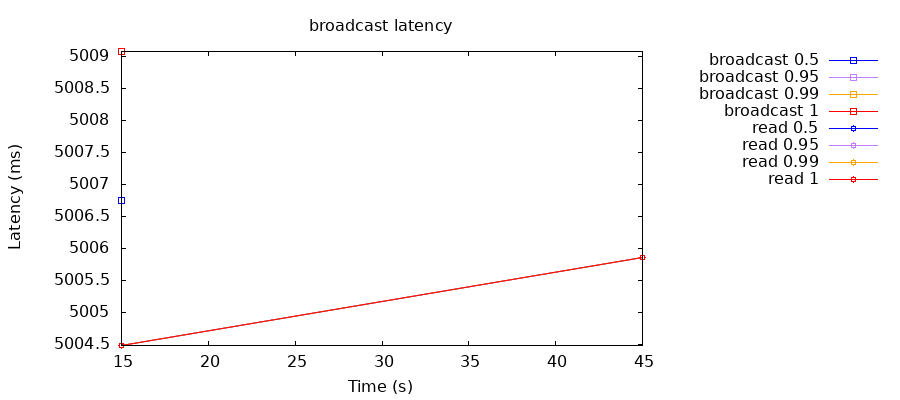 broadcast latency
Latency (ms)
5009
5008.5
5008
5007.5
5007
5006.5
5006
5005.5
5005
5004.5
15 20 25 30 35 40 45
Time (s)
broadcast 0.5
broadcast 0.95
broadcast 0.99
broadcast 1
read 0.5
read 0.95
read 0.99
read 1